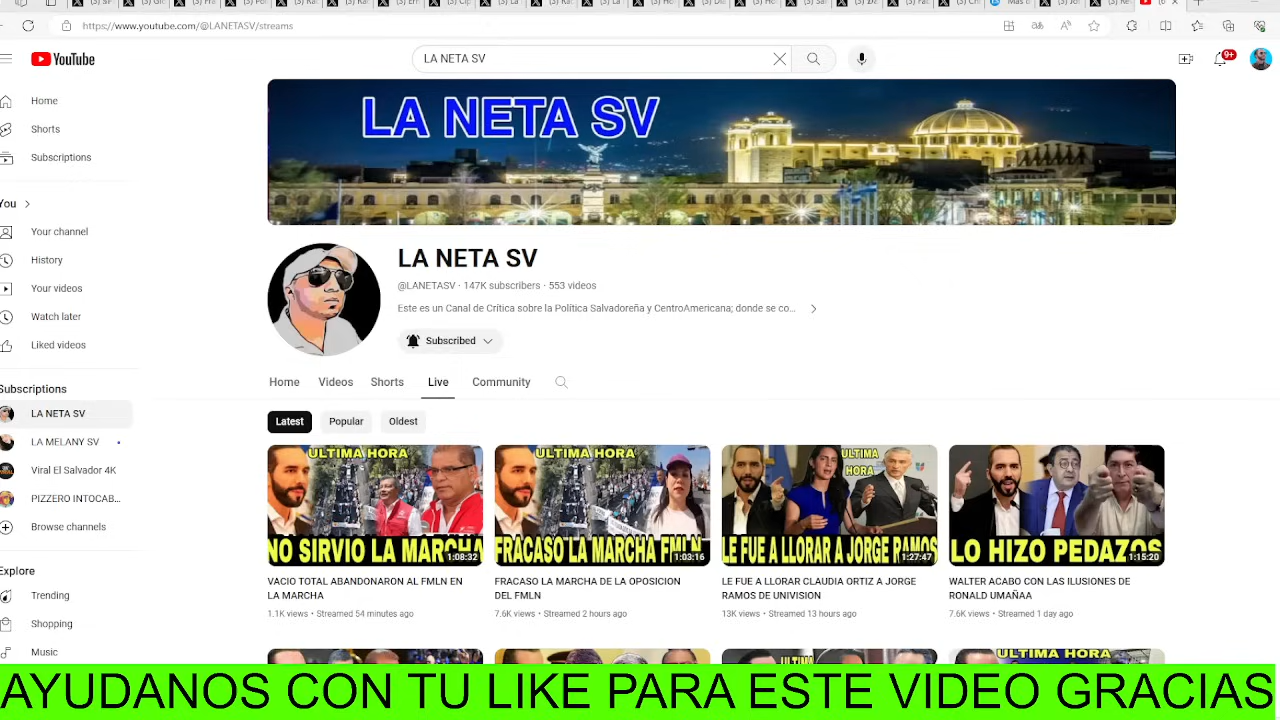 https://www.youtube.com/@LANETASV/streams
YouTube
LA NETA SV
9+
Home
Shorts
Subscriptions
You
Your channel
History
Your videos
Watch later
Liked videos
Subscriptions
LA NETA SV
LA MELANY SV
Viral El Salvador 4K
PIZZERO INTOCAB...
Browse channels
Explore
Trending
Shopping
Music
LA NETA SV
LA NETA SV
@LANETASV · 147K subscribers · 553 videos
Este es un Canal de Crítica sobre la Política Salvadoreña y CentroAmericana; donde se co...
Subscribed
Home Videos Shorts Live Community
Latest Popular Oldest
ULTIMA HORA
NO SIRVIO LA MARCHA
1:08:32
VACIO TOTAL ABANDONARON AL FMLN EN
LA MARCHA
1.1K views • Streamed 54 minutes ago
ULTIMA HORA
FRACASO LA MARCHA FMLN
1:03:16
FRACASO LA MARCHA DE LA OPOSICION
DEL FMLN
7.6K views • Streamed 2 hours ago
ULTIMA
HORA
LE FUE A LLORAR A JORGE RAMOS
1:27:47
LE FUE A LLORAR CLAUDIA ORTIZ A JORGE
RAMOS DE UNIVISION
13K views • Streamed 13 hours ago
LO HIZO PEDAZOS
1:15:20
WALTER ACABO CON LAS ILUSIONES DE
RONALD UMAÑAA
7.6K views • Streamed 1 day ago
ULTIMA HORA
AYUDANOS CON TU LIKE PARA ESTE VIDEO GRACIAS